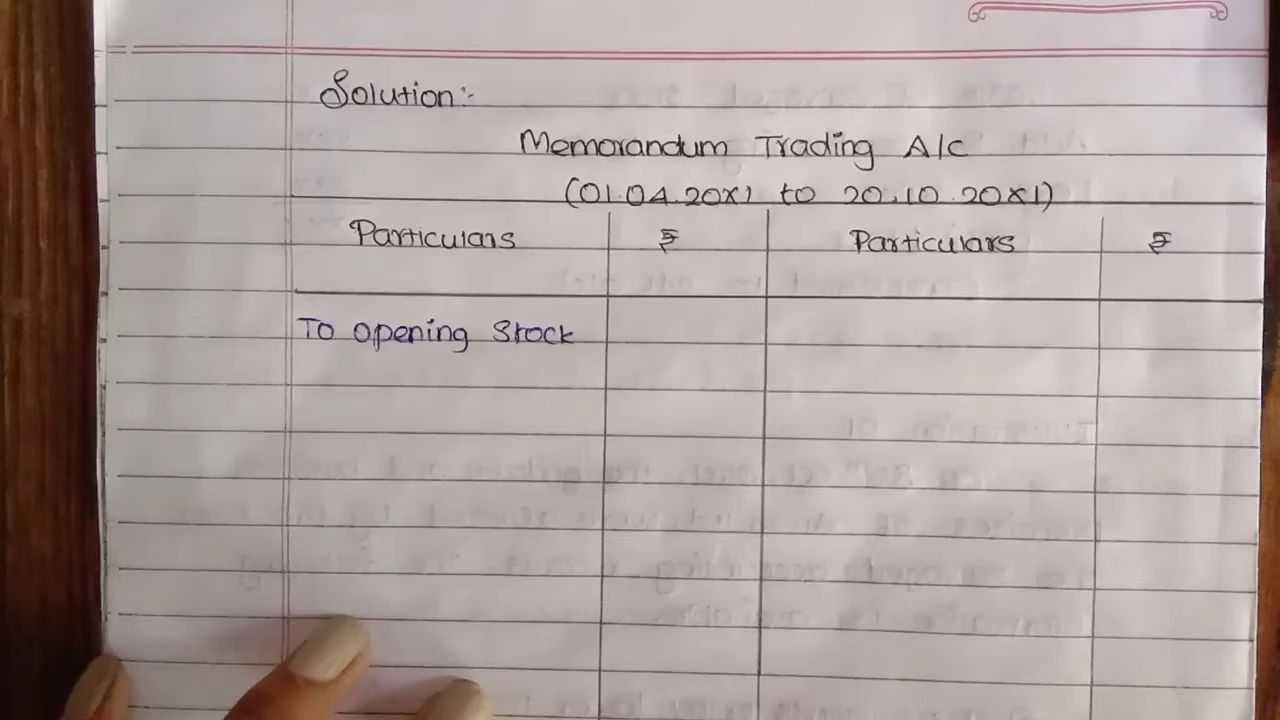 Solution:-
Memorandum Trading A/c
(01.04.20X1 to 20.10.20X1)
Particulars ₹ Particulars ₹
To Opening Stock